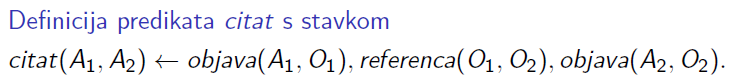 Definicija predikata citat s stavkom
citat(A₁, A₂) ← objava(A₁, O₁), referenca(O₁, O₂), objava(A₂, O₂).